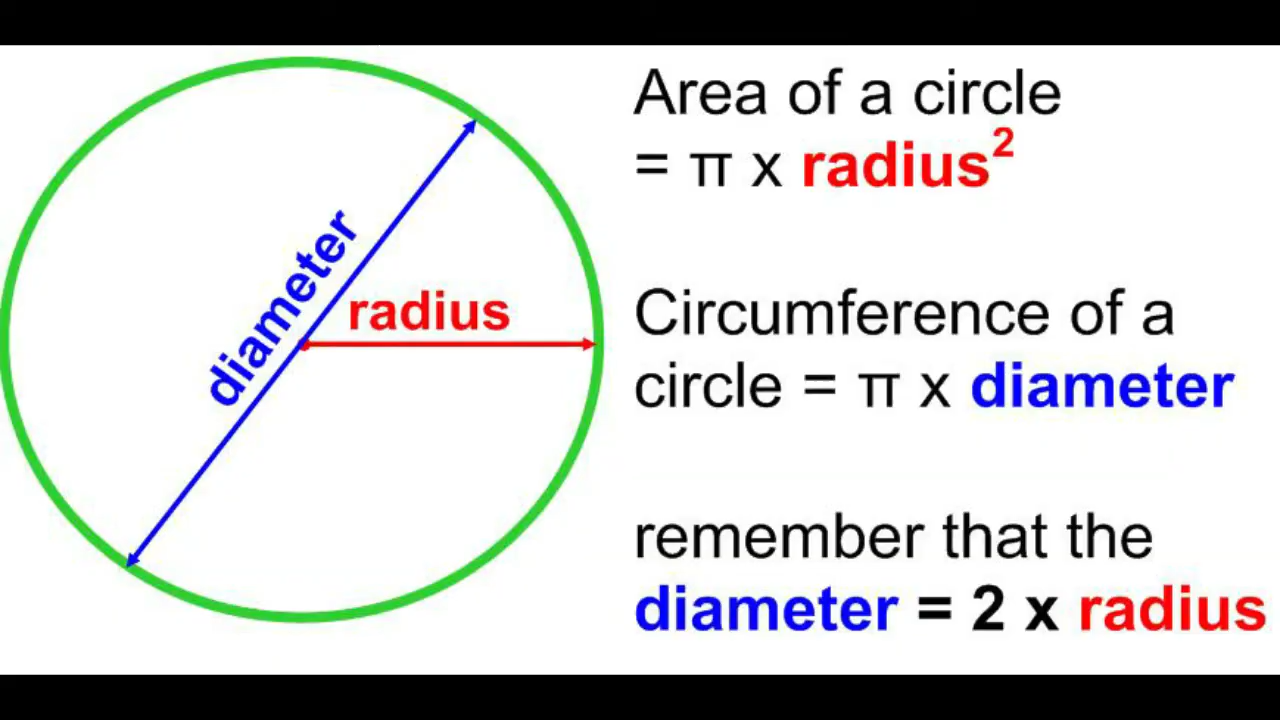 diameter
radius
Area of a circle
= π x radius²
Circumference of a
circle = π x diameter
remember that the
diameter = 2 x radius